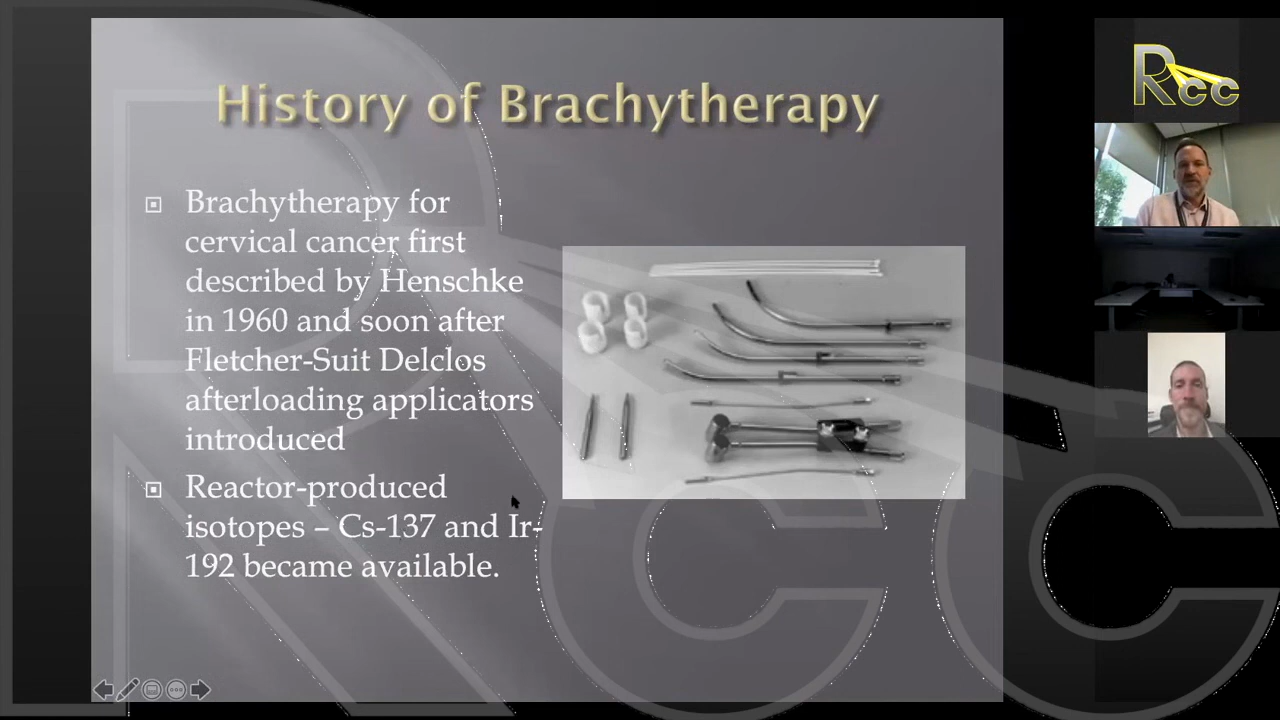 History of Brachytherapy
Brachytherapy for
cervical cancer first
described by Henschke
in 1960 and soon after
Fletcher-Suit Delclos
afterloading applicators
introduced
Reactor-produced
isotopes – Cs-137 and Ir-
192 became available.
Rcc
Rcc